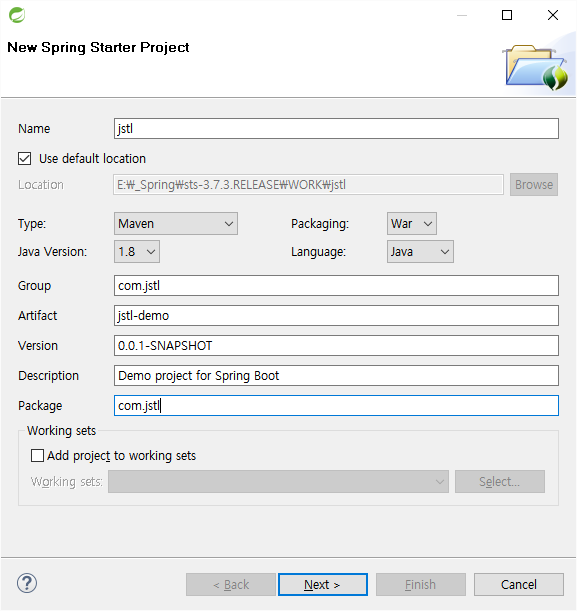 New Spring Starter Project
Name jstl
Use default location
Location E:₩_Spring₩sts-3.7.3.RELEASE₩WORK₩jstl Browse
Type: Maven Packaging: War
Java Version: 1.8 Language: Java
Group com.jstl
Artifact jstl-demo
Version 0.0.1-SNAPSHOT
Description Demo project for Spring Boot
Package com.jstl
Working sets
Add project to working sets
Working sets: Select...
? < Back Next > Finish Cancel